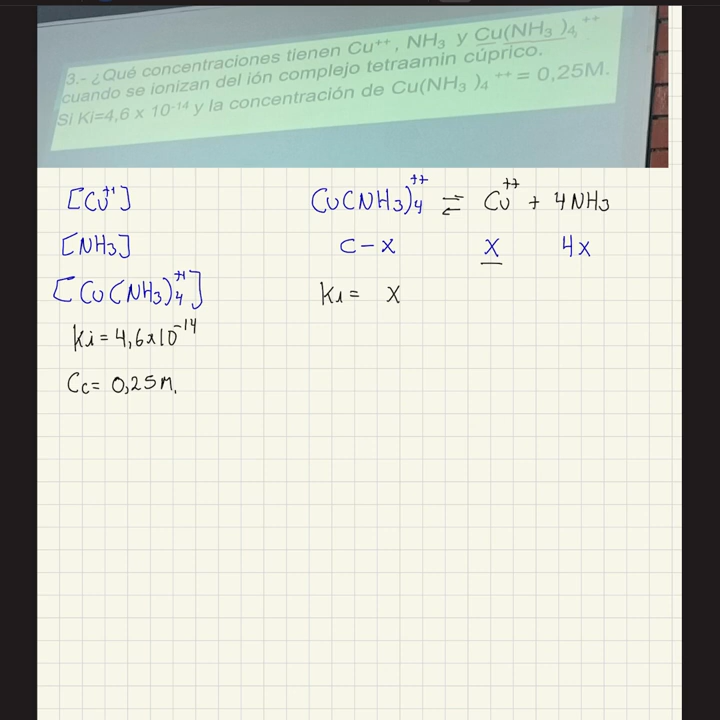 3.- ¿Qué concentraciones tienen Cu⁺⁺, NH₃ y Cu(NH₃)₄⁺⁺
cuando se ionizan del ión complejo tetraamin cúprico.
Si Ki=4,6 x 10⁻¹⁴ y la concentración de Cu(NH₃)₄⁺⁺ = 0,25M.
[Cu⁺⁺]
Cu(NH3)₄⁺⁺ ⇌ Cu⁺⁺ + 4NH3
[NH3]
C-x x 4x
[Cu(NH3)₄⁺⁺]
Ki= x
Ki=4,6x10⁻¹⁴
Cc= 0,25M.